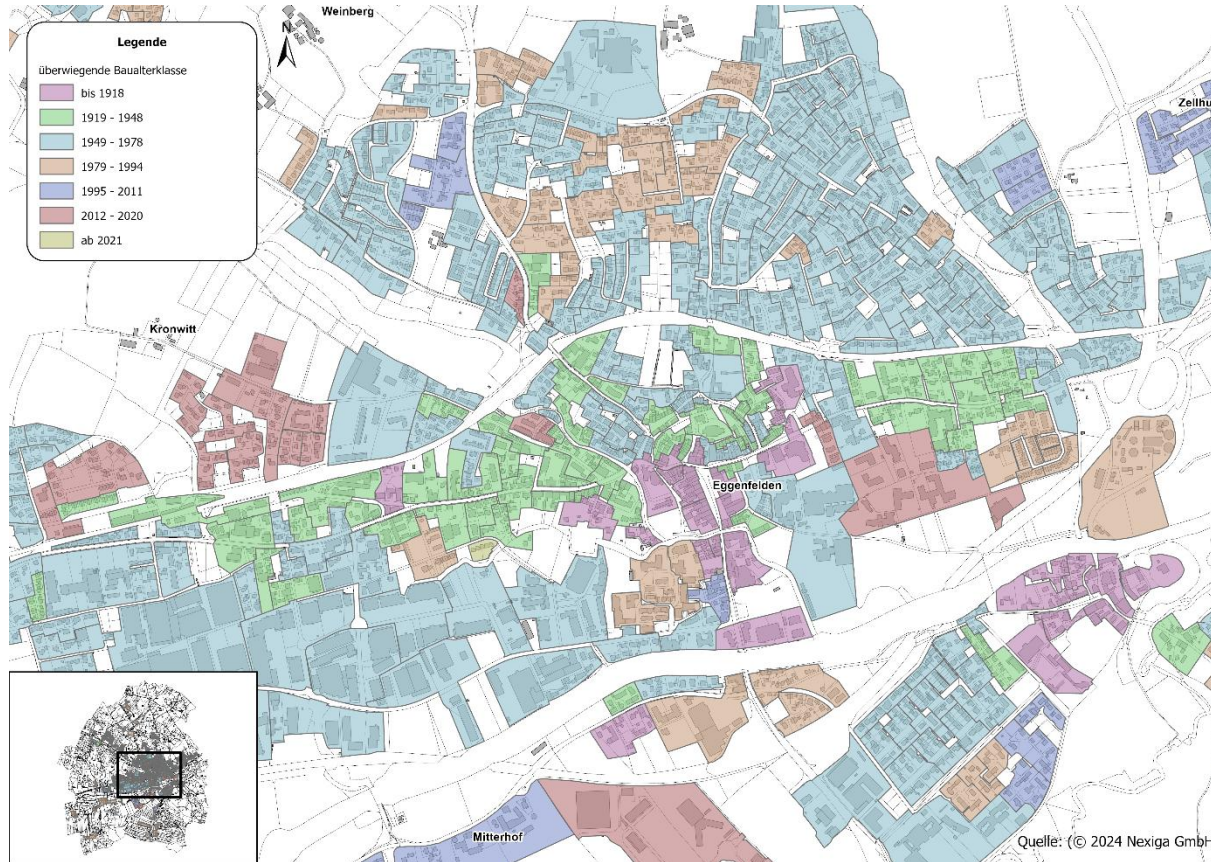 Weinberg
N
Legende
überwiegende Baualterklasse
bis 1918
1919 - 1948
1949 - 1978
1979 - 1994
1995 - 2011
2012 - 2020
ab 2021
Zellhu
Kronwitt
Eggenfelden
Mitterhof
Quelle: (© 2024 Nexiga GmbH